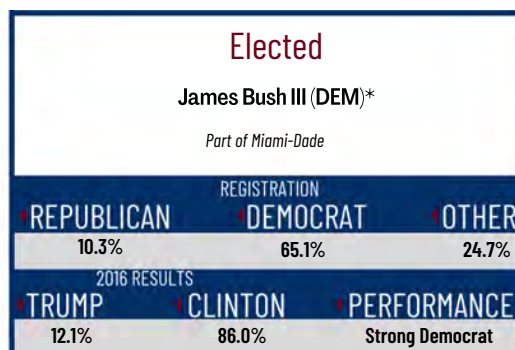 Elected
James Bush III (DEM)*
Part of Miami-Dade
REGISTRATION
REPUBLICAN DEMOCRAT OTHER
10.3% 65.1% 24.7%
2016 RESULTS
TRUMP CLINTON PERFORMANCE
12.1% 86.0% Strong Democrat